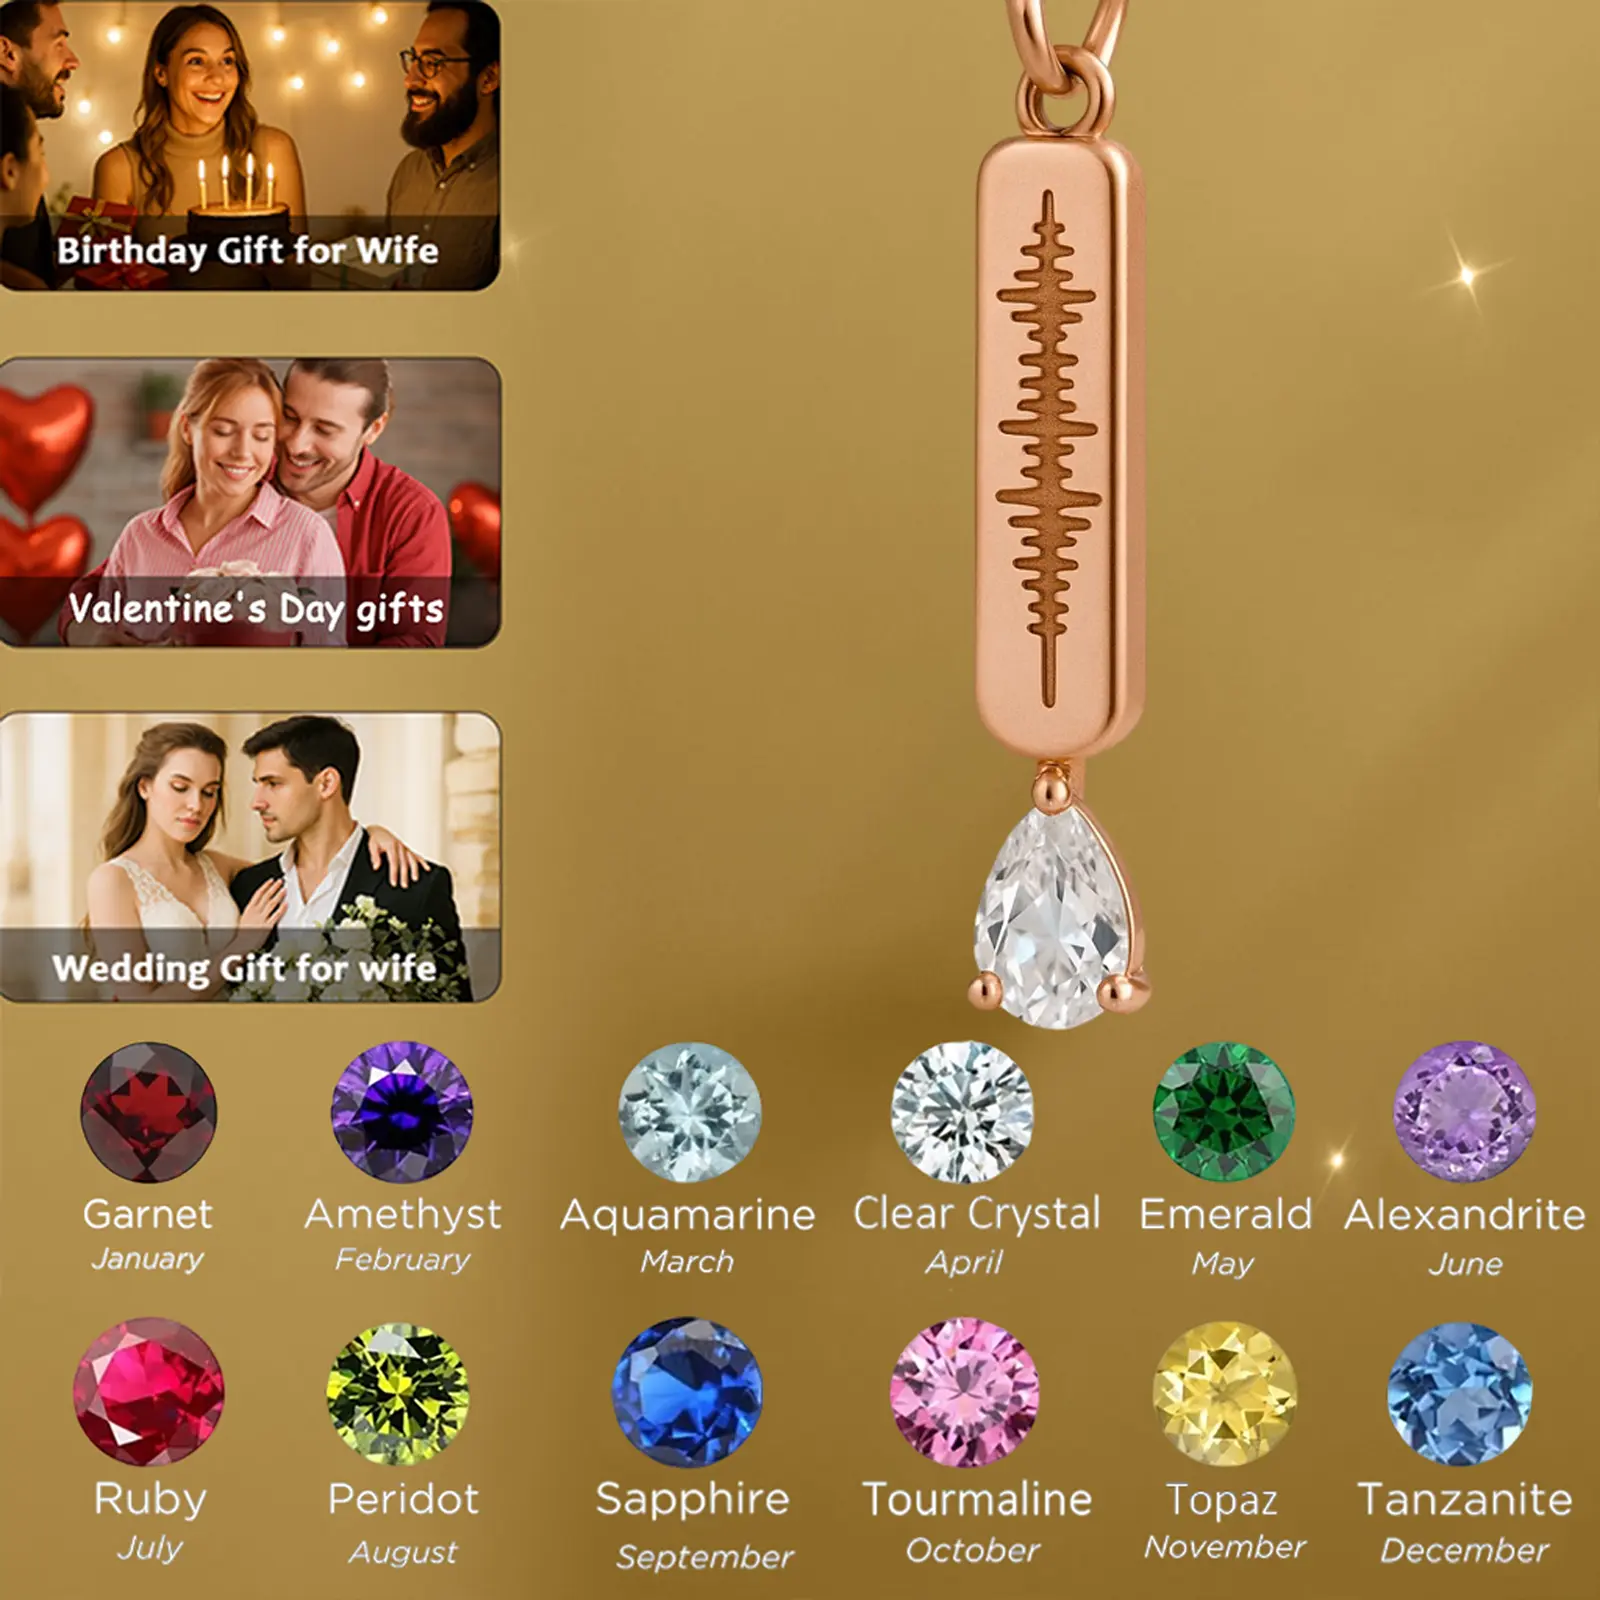 Birthday Gift for Wife
Valentine's Day gifts
Wedding Gift for wife
Garnet
January
Amethyst
February
Aquamarine
March
Clear Crystal
April
Emerald
May
Alexandrite
June
Ruby
July
Peridot
August
Sapphire
September
Tourmaline
October
Topaz
November
Tanzanite
December